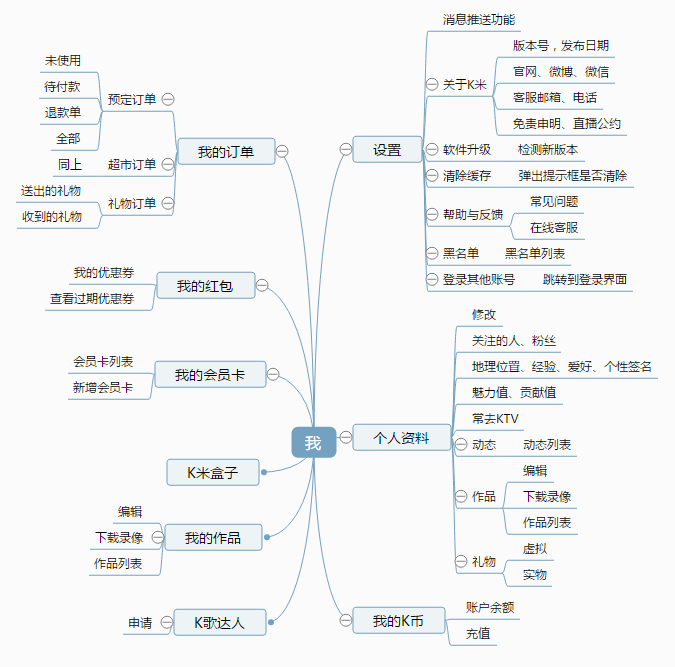 我
设置
消息推送功能
关于K米
版本号，发布日期
官网、微博、微信
客服邮箱、电话
免责申明、直播公约
软件升级
检测新版本
清除缓存
弹出提示框是否清除
帮助与反馈
常见问题
在线客服
黑名单
黑名单列表
登录其他账号
跳转到登录界面
个人资料
修改
关注的人、粉丝
地理位置、经验、爱好、个性签名
魅力值、贡献值
常去KTV
动态
动态列表
作品
编辑
下载录像
作品列表
礼物
虚拟
实物
我的K币
账户余额
充值
我的订单
预定订单
未使用
待付款
退款单
全部
超市订单
同上
礼物订单
送出的礼物
收到的礼物
我的红包
我的优惠券
查看过期优惠券
我的会员卡
会员卡列表
新增会员卡
K米盒子
我的作品
编辑
下载录像
作品列表
K歌达人
申请